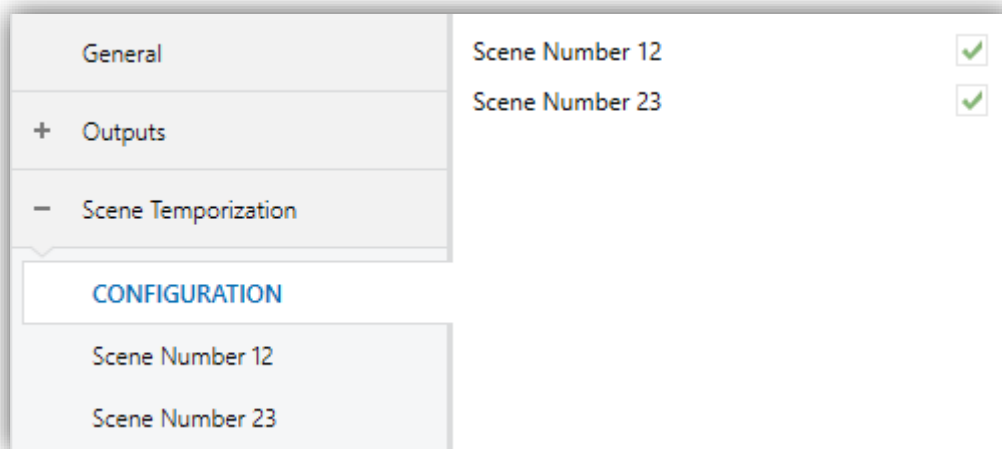 General
+ Outputs
− Scene Temporization
CONFIGURATION
Scene Number 12
Scene Number 23
Scene Number 12
Scene Number 23